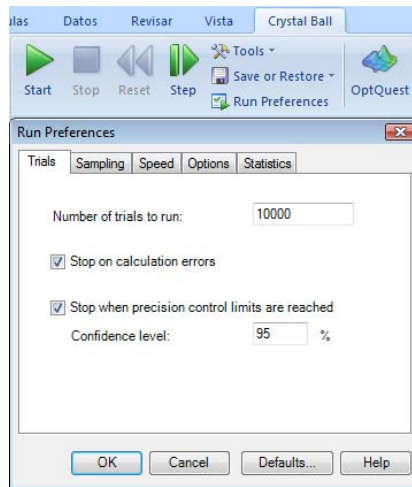 ulas Datos Revisar Vista Crystal Ball
Start Stop Reset Step
Tools
Save or Restore
Run Preferences
OptQuest
Run Preferences
Trials Sampling Speed Options Statistics
Number of trials to run: 10000
Stop on calculation errors
Stop when precision control limits are reached
Confidence level: 95 %
OK Cancel Defaults... Help